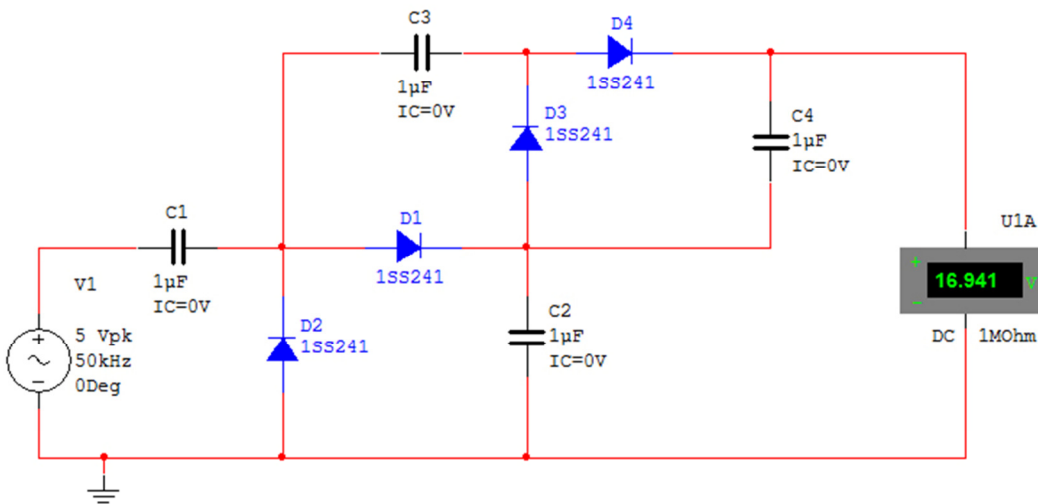 C3
1µF
IC=0V
D4
1SS241
D3
1SS241
C4
1µF
IC=0V
C1
1µF
IC=0V
D1
1SS241
U1A
+
-
16.941 V
DC 1MOhm
V1
+
-
5 Vpk
50kHz
0Deg
D2
1SS241
C2
1µF
IC=0V